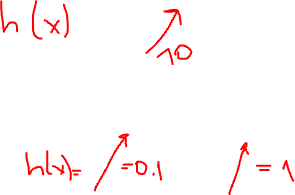 h(x) ↗10
h(x)= ↗=0.1 ↗=1